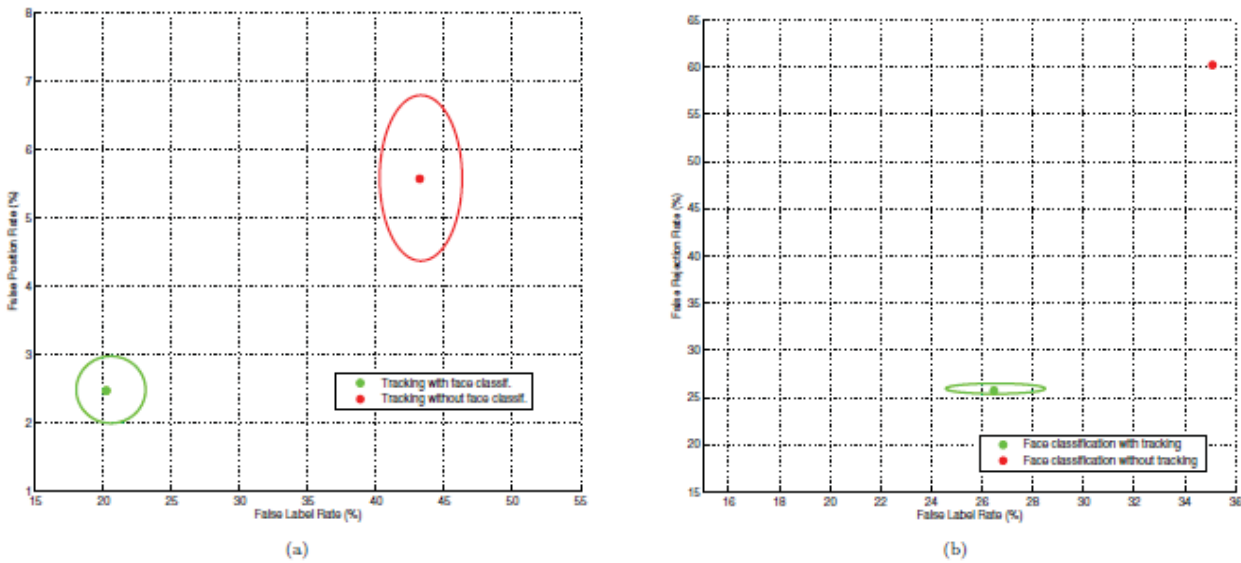 8
7
6
5
4
3
2
1
False Position Rate (%)
15 20 25 30 35 40 45 50 55
False Label Rate (%)
Tracking with face classif.
Tracking without face classif.
(a)
65
60
55
50
45
40
35
30
25
20
15
False Rejection Rate (%)
16 18 20 22 24 26 28 30 32 34 36
False Label Rate (%)
Face classification with tracking
Face classification without tracking
(b)